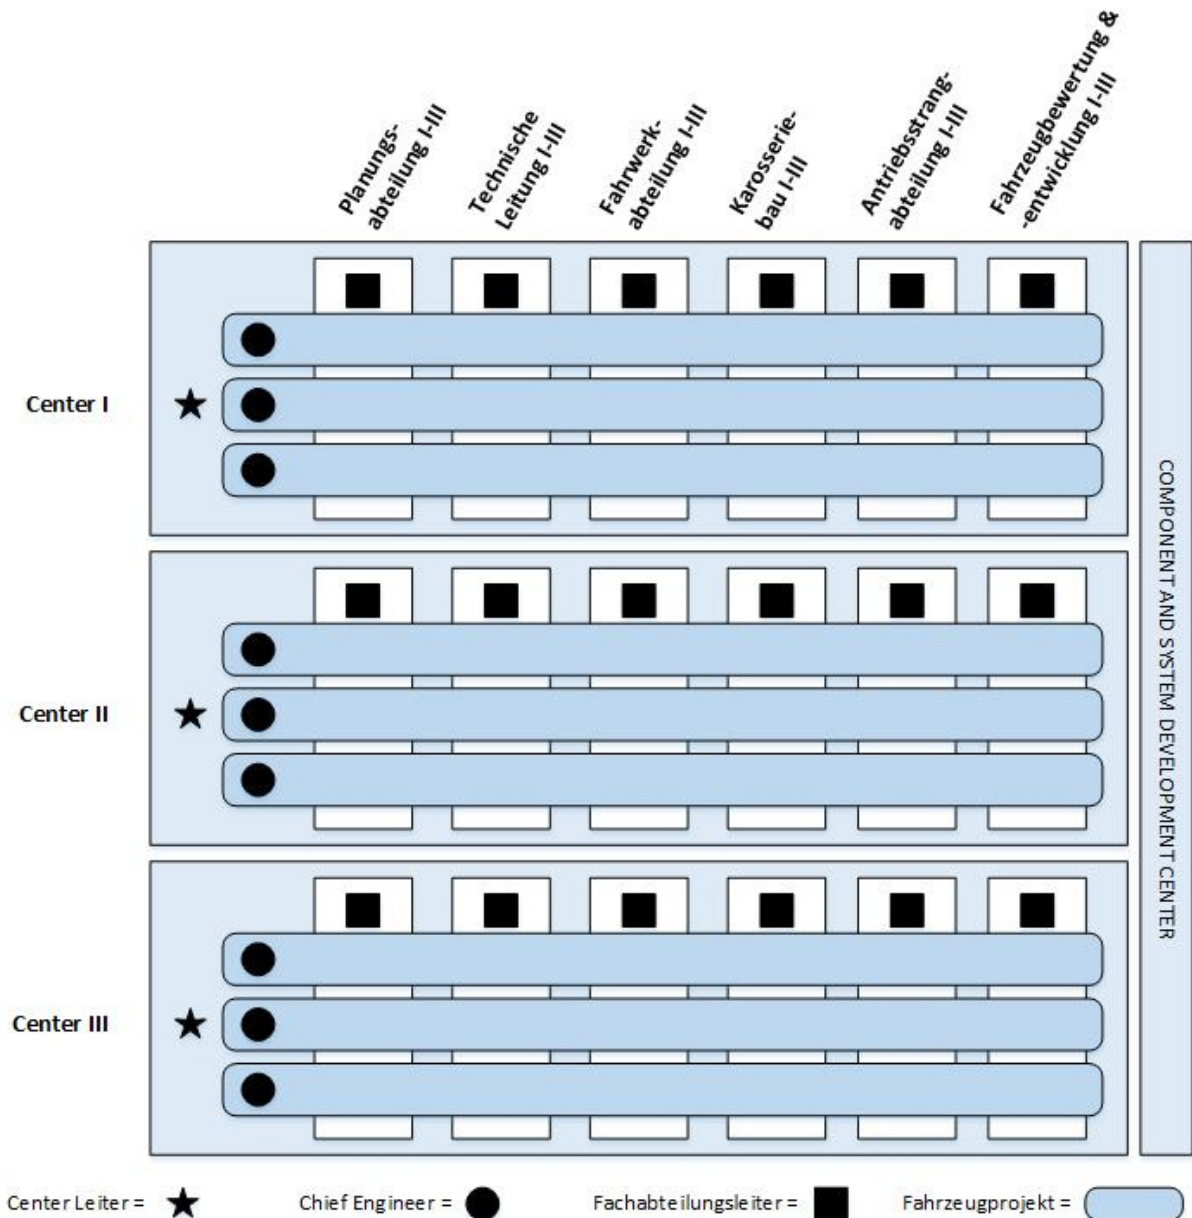 Planungs-
abteilung I-III
Technische
Leitung I-III
Fahrwerk-
abteilung I-III
Karosserie-
bau I-III
Antriebsstrang-
abteilung I-III
Fahrzeugbewertung &
-entwicklung I-III
Center I
Center II
Center III
COMPONENT AND SYSTEM DEVELOPMENT CENTER
Center Leiter =
Chief Engineer =
Fachabteilungsleiter =
Fahrzeugprojekt =